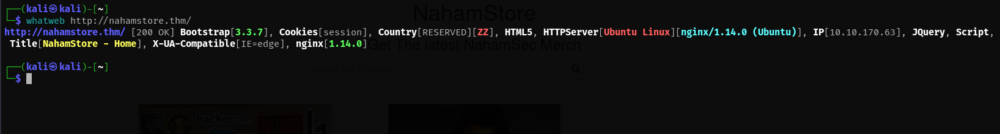 ┌──(kali㉿kali)-[~]
└─$ whatweb http://nahamstore.thm/
http://nahamstore.thm/ [200 OK] Bootstrap[3.3.7], Cookies[session], Country[RESERVED][ZZ], HTML5, HTTPServer[Ubuntu Linux][nginx/1.14.0 (Ubuntu)], IP[10.10.170.63], JQuery, Script,
Title[NahamStore - Home], X-UA-Compatible[IE=edge], nginx[1.14.0]
┌──(kali㉿kali)-[~]
└─$
NahamStore
Get The latest NahamSec Merch
Search For Products
hackerone